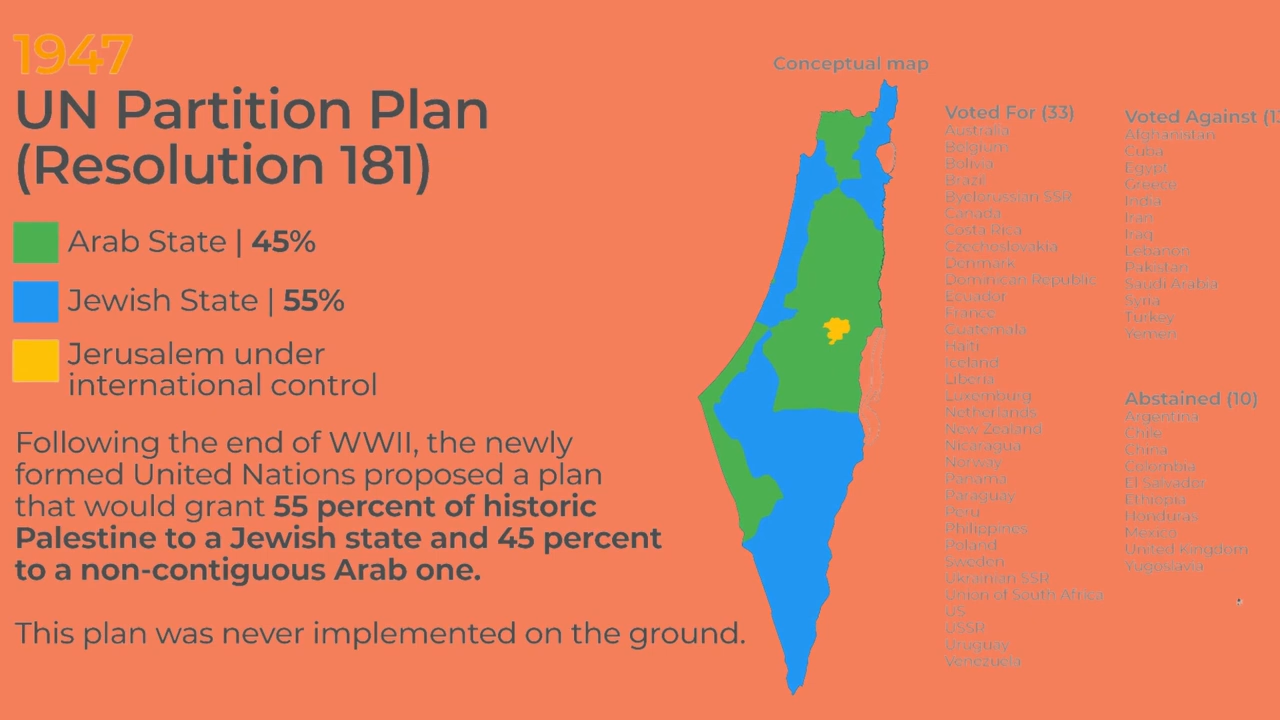 1947
UN Partition Plan
(Resolution 181)
Arab State | 45%
Jewish State | 55%
Jerusalem under
international control
Following the end of WWII, the newly
formed United Nations proposed a plan
that would grant 55 percent of historic
Palestine to a Jewish state and 45 percent
to a non-contiguous Arab one.
This plan was never implemented on the ground.
Conceptual map
Voted For (33)
Australia
Belgium
Bolivia
Brazil
Byelorussian SSR
Canada
Costa Rica
Czechoslovakia
Denmark
Dominican Republic
Ecuador
France
Guatemala
Haiti
Iceland
Liberia
Luxemburg
Netherlands
New Zealand
Nicaragua
Norway
Panama
Paraguay
Peru
Philippines
Poland
Sweden
Ukrainian SSR
Union of South Africa
US
USSR
Uruguay
Venezuela
Voted Against
Afghanistan
Cuba
Egypt
Greece
India
Iran
Iraq
Lebanon
Pakistan
Saudi Arabia
Syria
Turkey
Yemen
Abstained (10)
Argentina
Chile
China
Colombia
El Salvador
Ethiopia
Honduras
Mexico
United Kingdom
Yugoslavia